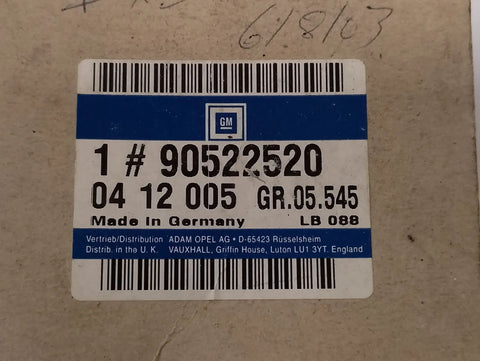 6/8/03
GM
1 # 90522520
04 12 005 GR.05.545
Made in Germany LB 088
Vertrieb/Distribution ADAM OPEL AG • D-65423 Rüsselsheim
Distrib. in the U.K. VAUXHALL, Griffin House, Luton LU1 3YT. England